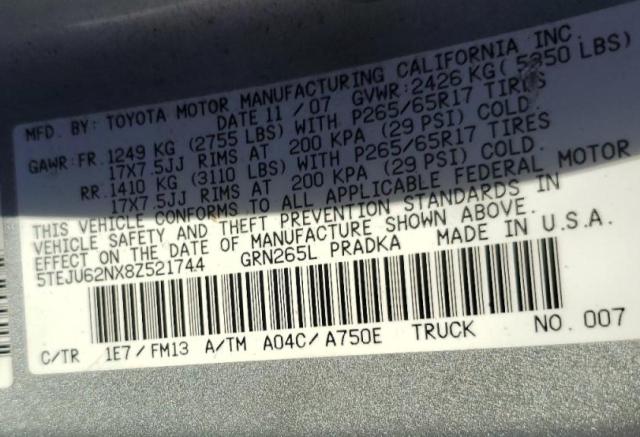 MFD. BY: TOYOTA MOTOR MANUFACTURING CALIFORNIA INC.
DATE 11 / 07 GVWR: 2426 KG ( 5350 LBS)
GAWR: FR. 1249 KG (2755 LBS) WITH P265/65R17 TIRES
17X7.5JJ RIMS AT 200 KPA (29 PSI) COLD.
RR. 1410 KG (3110 LBS) WITH P265/65R17 TIRES
17X7.5JJ RIMS AT 200 KPA (29 PSI) COLD.
THIS VEHICLE CONFORMS TO ALL APPLICABLE FEDERAL MOTOR
VEHICLE SAFETY AND THEFT PREVENTION STANDARDS IN
EFFECT ON THE DATE OF MANUFACTURE SHOWN ABOVE.
5TEJU62NX8Z521744 GRN265L PRADKA MADE IN U.S.A.
C/TR 1E7 / FM13 A/TM A04C / A750E TRUCK NO. 007